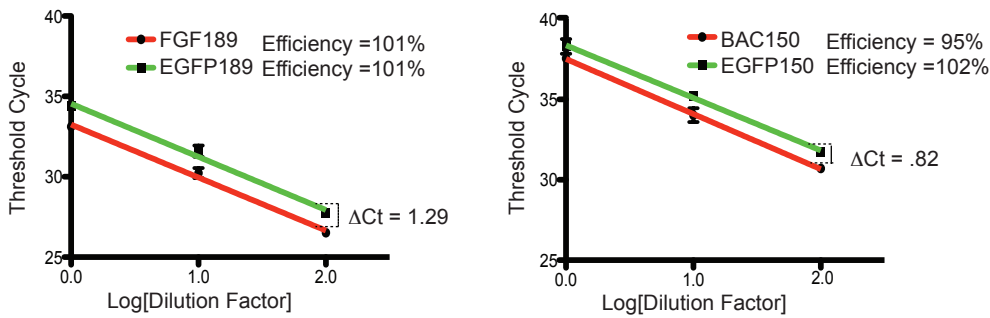 40
FGF189 Efficiency =101%
EGFP189 Efficiency =101%
35
Threshold Cycle
30
ΔCt = 1.29
25
0.0 1.0 2.0
Log[Dilution Factor]
40
BAC150 Efficiency = 95%
EGFP150 Efficiency =102%
35
Threshold Cycle
ΔCt = .82
30
25
0.0 1.0 2.0
Log[Dilution Factor]